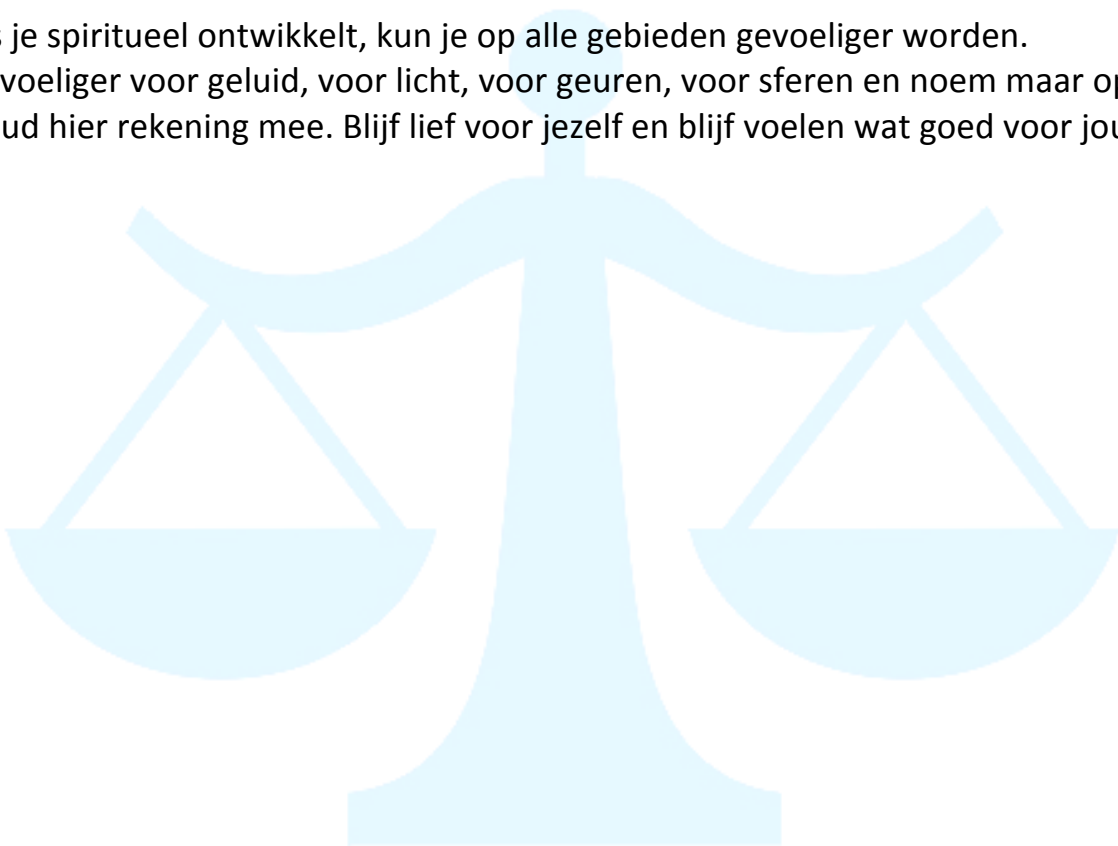 s je spiritueel ontwikkelt, kun je op alle gebieden gevoeliger worden.
voeliger voor geluid, voor licht, voor geuren, voor sferen en noem maar op
ud hier rekening mee. Blijf lief voor jezelf en blijf voelen wat goed voor jou